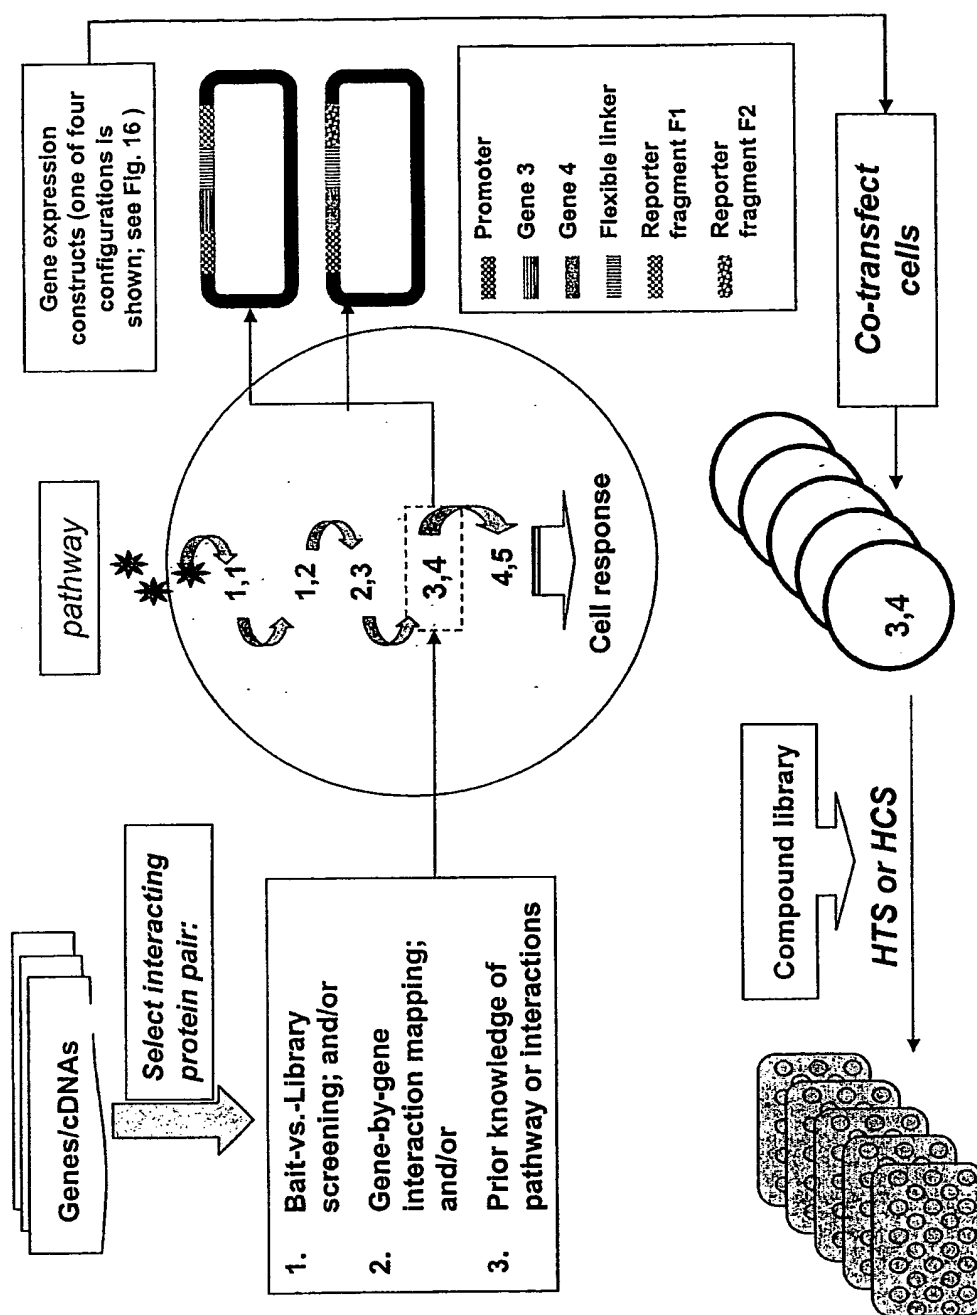 Genes/cDNAs
Select interacting
protein pair:
1. Bait-vs.-Library
screening; and/or
2. Gene-by-gene
interaction mapping;
and/or
3. Prior knowledge of
pathway or interactions
pathway
1,1
1,2
2,3
3,4
4,5
Cell response
Gene expression
constructs (one of four
configurations is
shown; see Fig. 16 )
Promoter
Gene 3
Gene 4
Flexible linker
Reporter
fragment F1
Reporter
fragment F2
Co-transfect
cells
3,4
Compound library
HTS or HCS